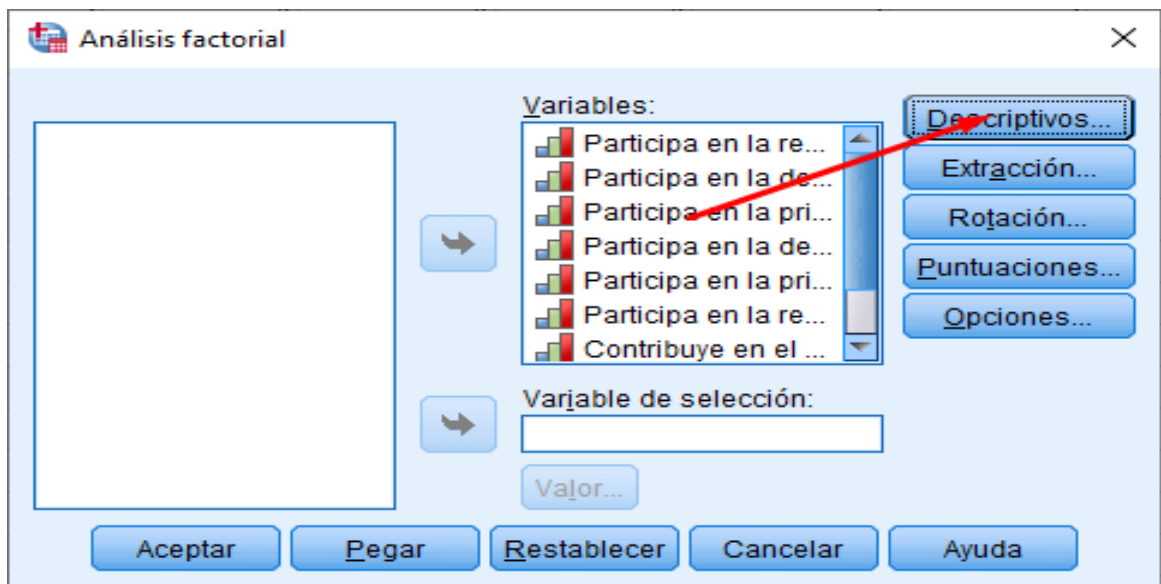 Análisis factorial
Variables:
Participa en la re...
Participa en la de...
Participa en la pri...
Participa en la de...
Participa en la pri...
Participa en la re...
Contribuye en el ...
Variable de selección:
Valor...
Descriptivos...
Extracción...
Rotación...
Puntuaciones...
Opciones...
Aceptar
Pegar
Restablecer
Cancelar
Ayuda